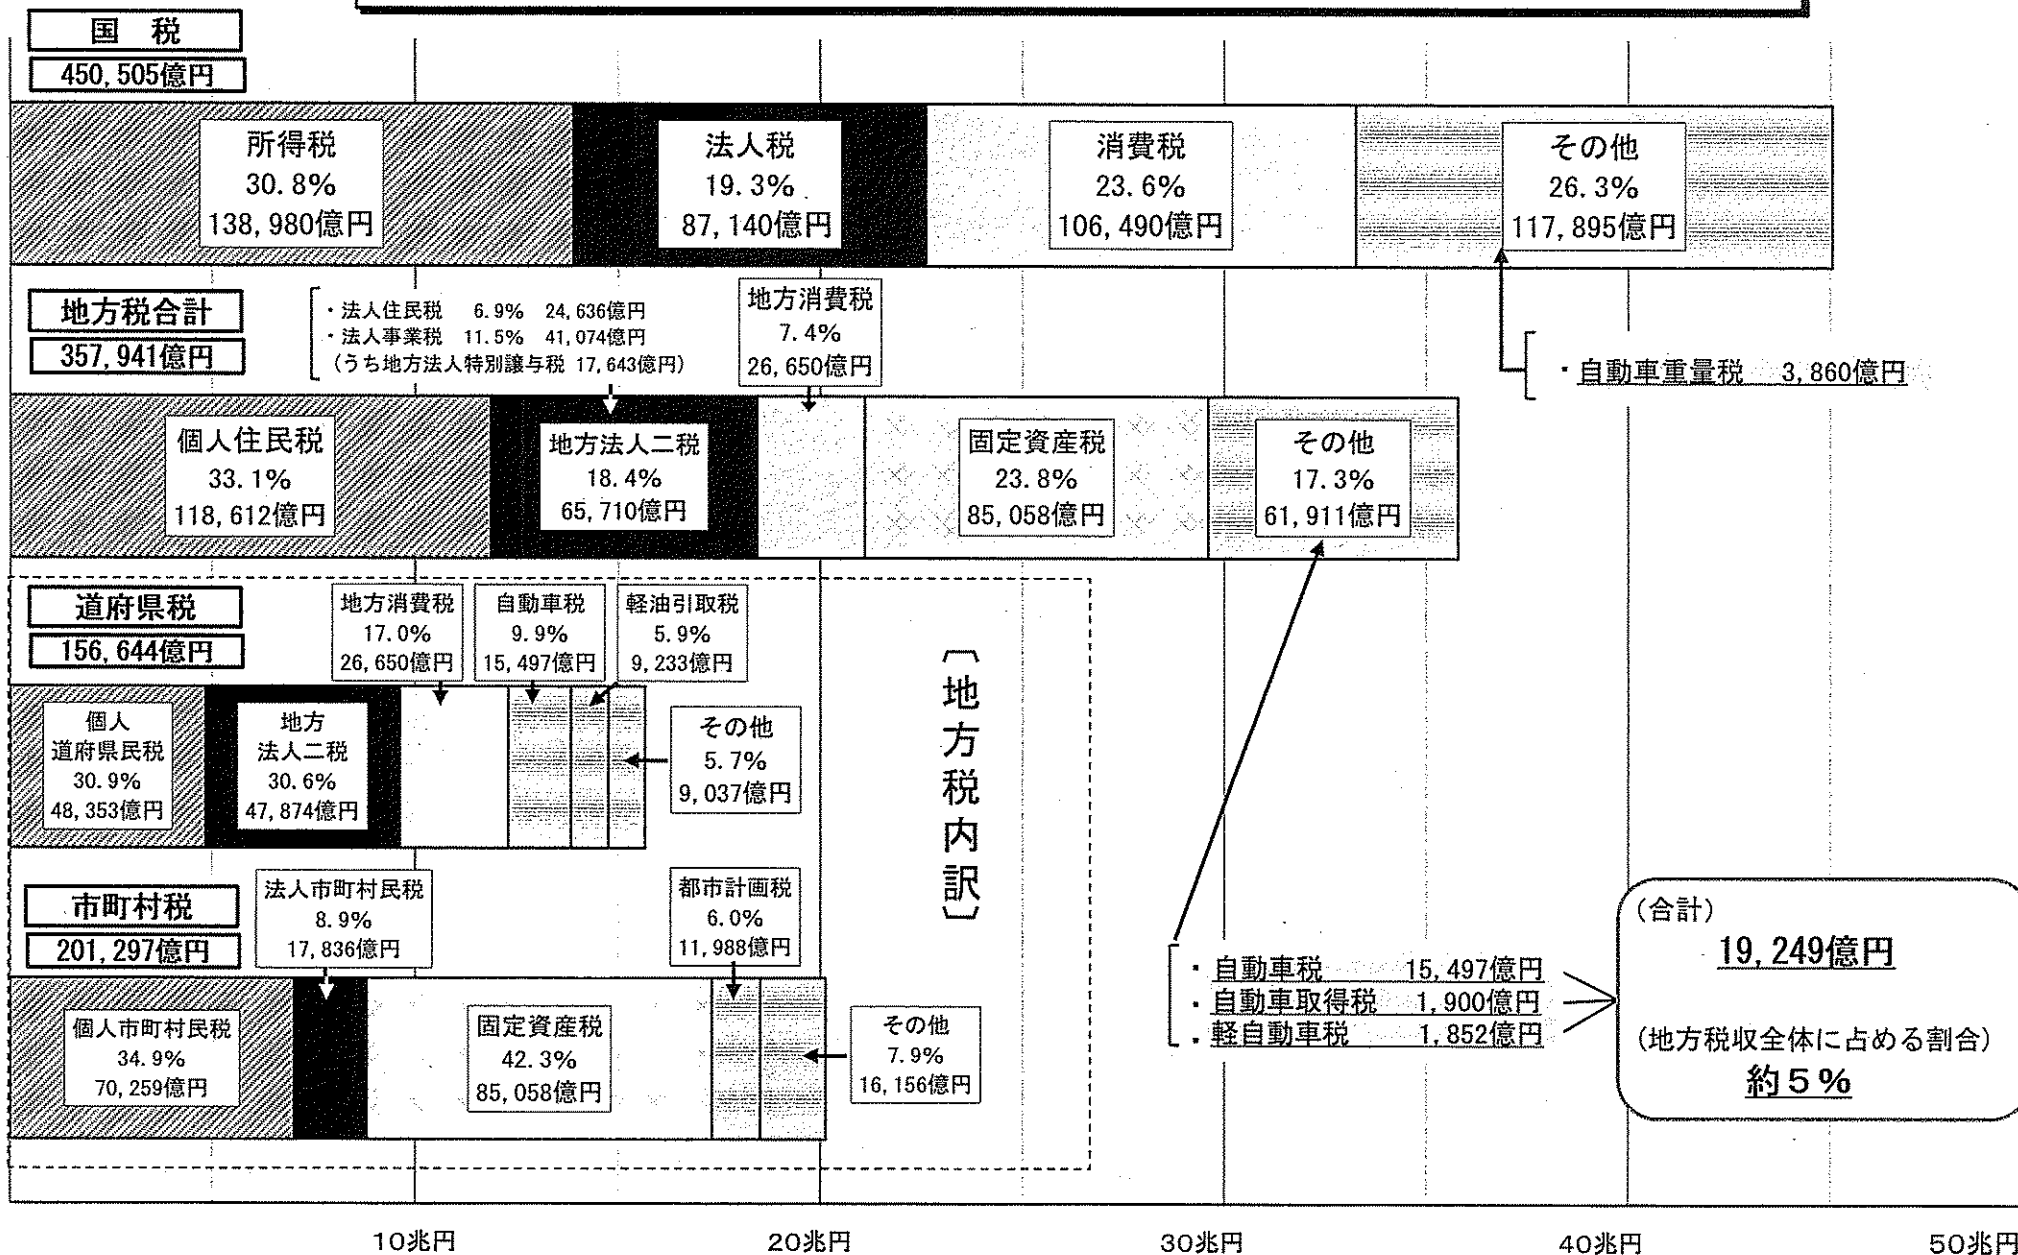 国 税
450,505億円
所得税
30.8%
138,980億円
法人税
19.3%
87,140億円
消費税
23.6%
106,490億円
その他
26.3%
117,895億円
地方税合計
357,941億円
・法人住民税 6.9% 24,636億円
・法人事業税 11.5% 41,074億円
(うち地方法人特別譲与税 17,643億円)
地方消費税
7.4%
26,650億円
・自動車重量税 3,860億円
個人住民税
33.1%
118,612億円
地方法人二税
18.4%
65,710億円
固定資産税
23.8%
85,058億円
その他
17.3%
61,911億円
道府県税
156,644億円
地方消費税
17.0%
26,650億円
自動車税
9.9%
15,497億円
軽油引取税
5.9%
9,233億円
個人
道府県民税
30.9%
48,353億円
地方
法人二税
30.6%
47,874億円
その他
5.7%
9,037億円
〔地方税内訳〕
市町村税
201,297億円
法人市町村民税
8.9%
17,836億円
都市計画税
6.0%
11,988億円
個人市町村民税
34.9%
70,259億円
固定資産税
42.3%
85,058億円
その他
7.9%
16,156億円
・自動車税 15,497億円
・自動車取得税 1,900億円
・軽自動車税 1,852億円
(合計)
19,249億円
(地方税収全体に占める割合)
約5%
10兆円 20兆円 30兆円 40兆円 50兆円